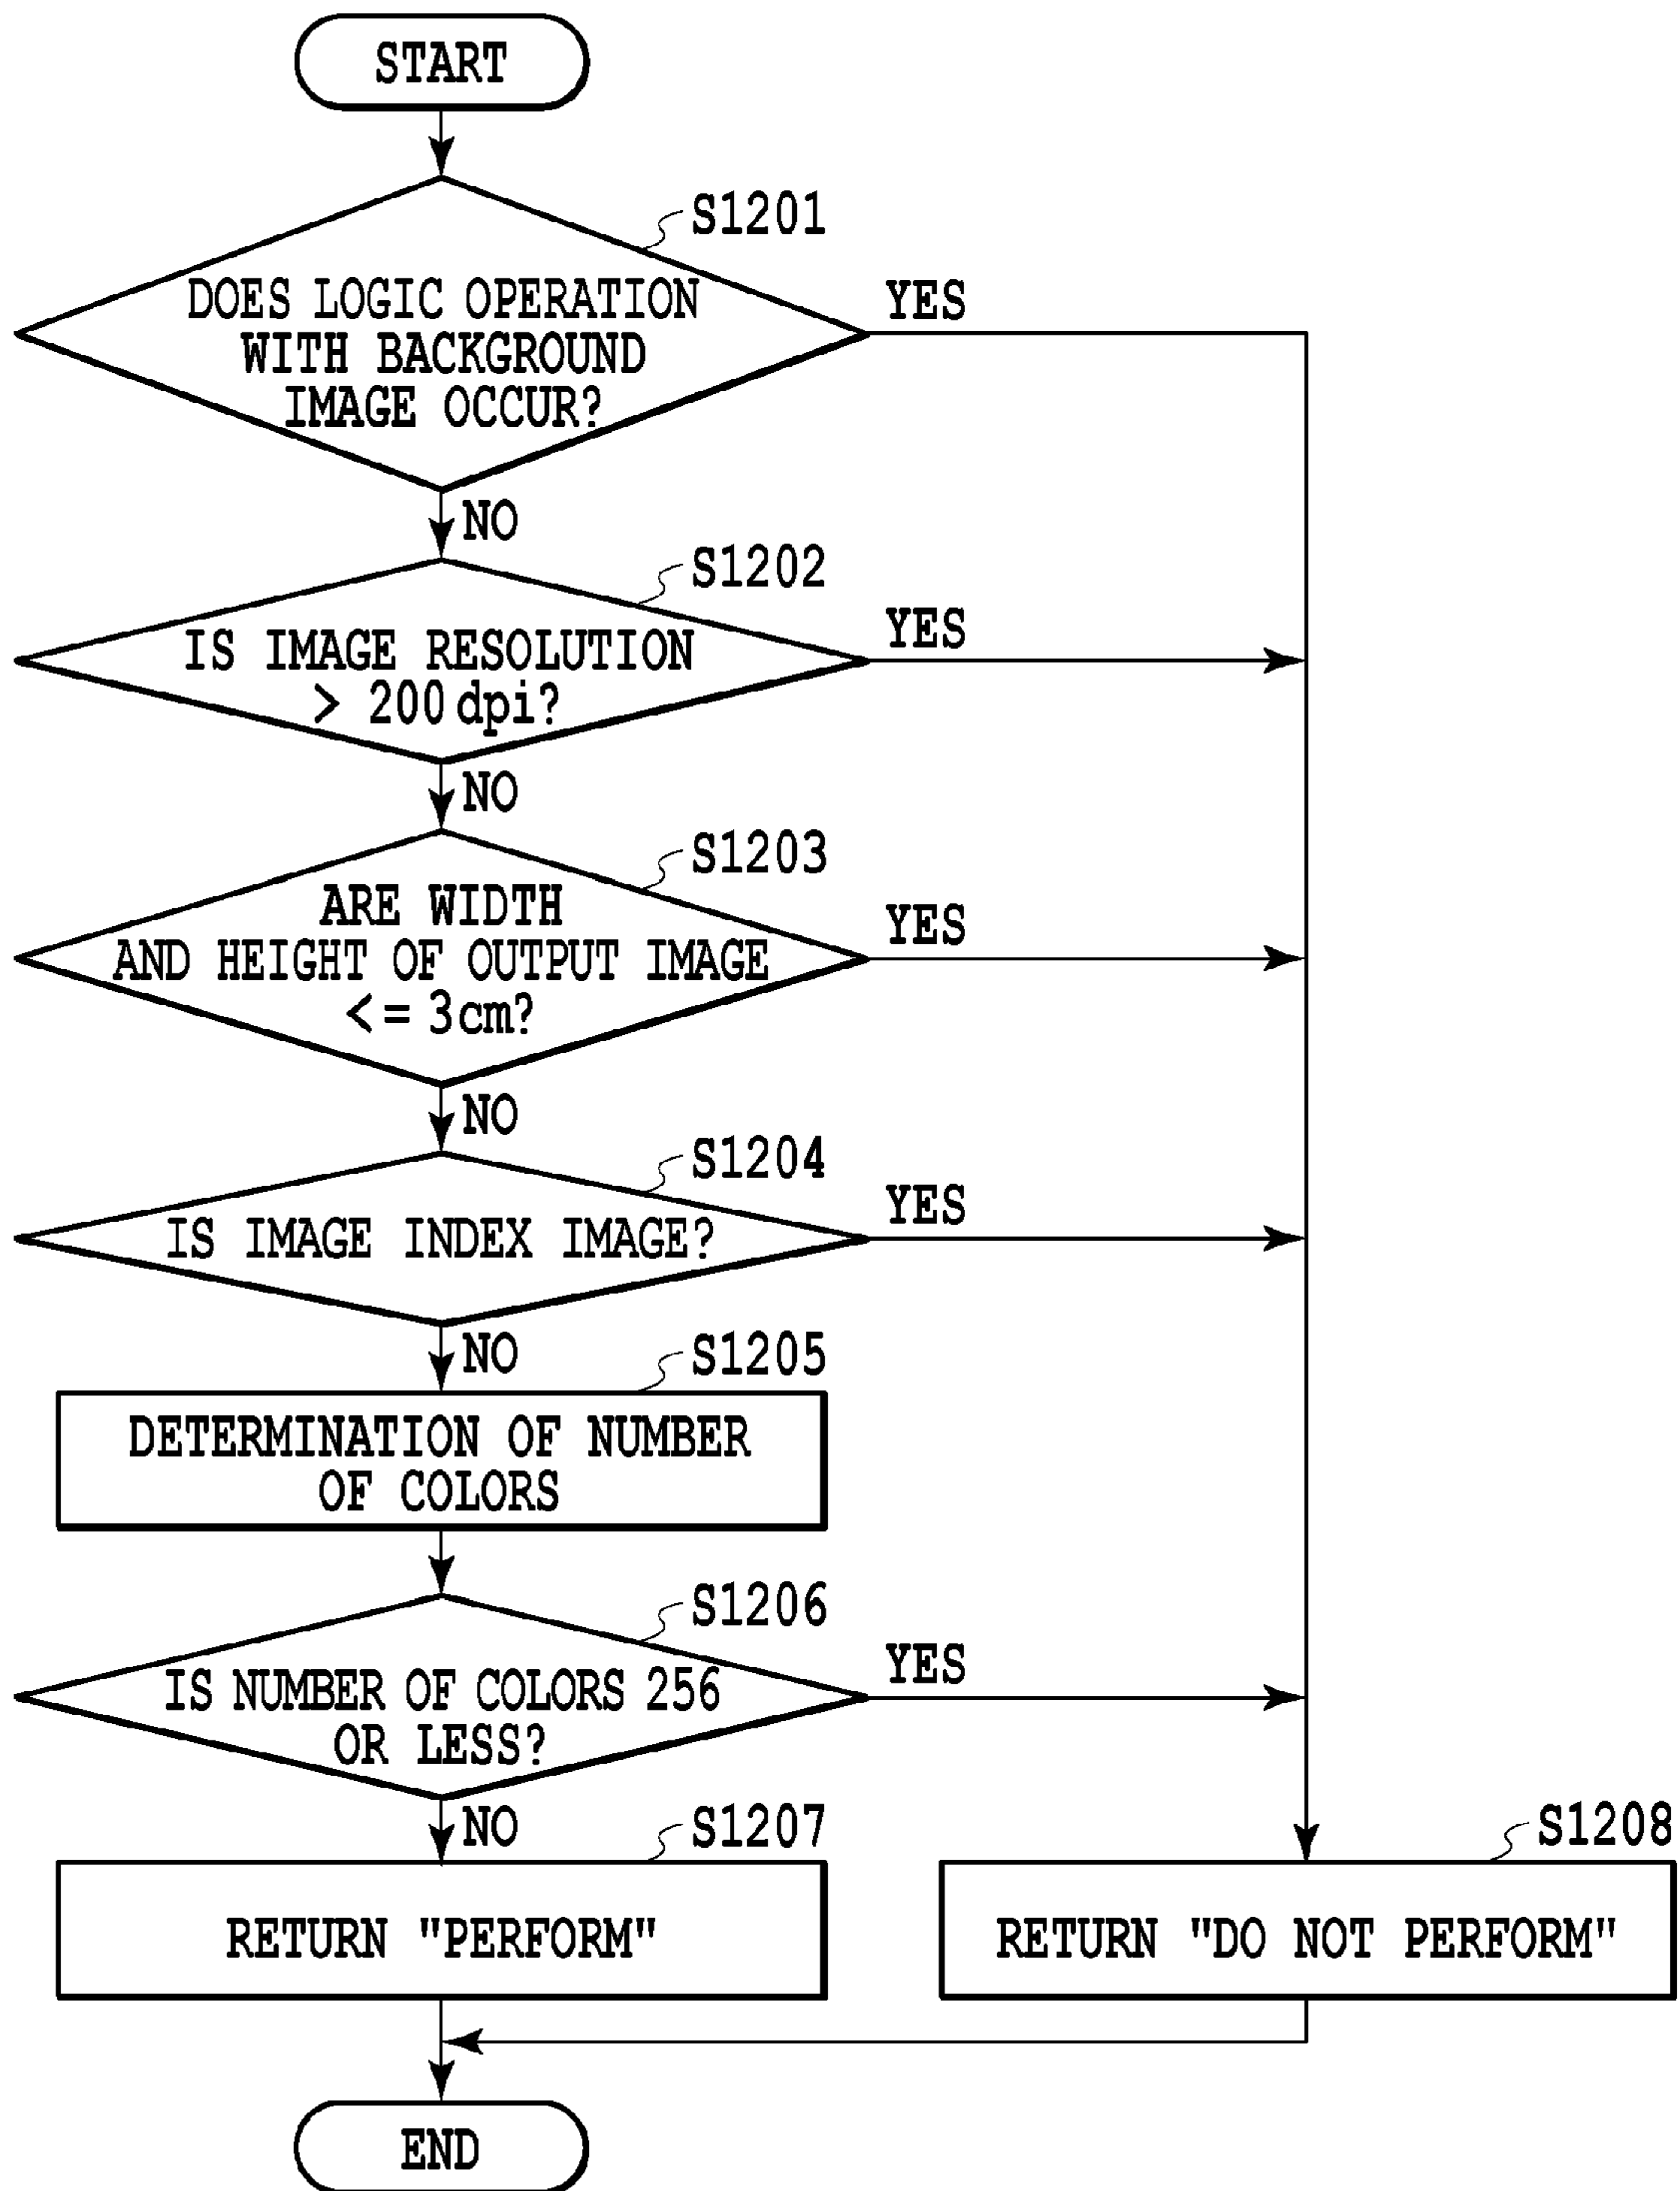 START
S1201
DOES LOGIC OPERATION
WITH BACKGROUND
IMAGE OCCUR?
YES
NO
S1202
IS IMAGE RESOLUTION
> 200 dpi?
YES
NO
S1203
ARE WIDTH
AND HEIGHT OF OUTPUT IMAGE
<= 3cm?
YES
NO
S1204
IS IMAGE INDEX IMAGE?
YES
NO
S1205
DETERMINATION OF NUMBER
OF COLORS
S1206
IS NUMBER OF COLORS 256
OR LESS?
YES
NO
S1207
RETURN "PERFORM"
S1208
RETURN "DO NOT PERFORM"
END